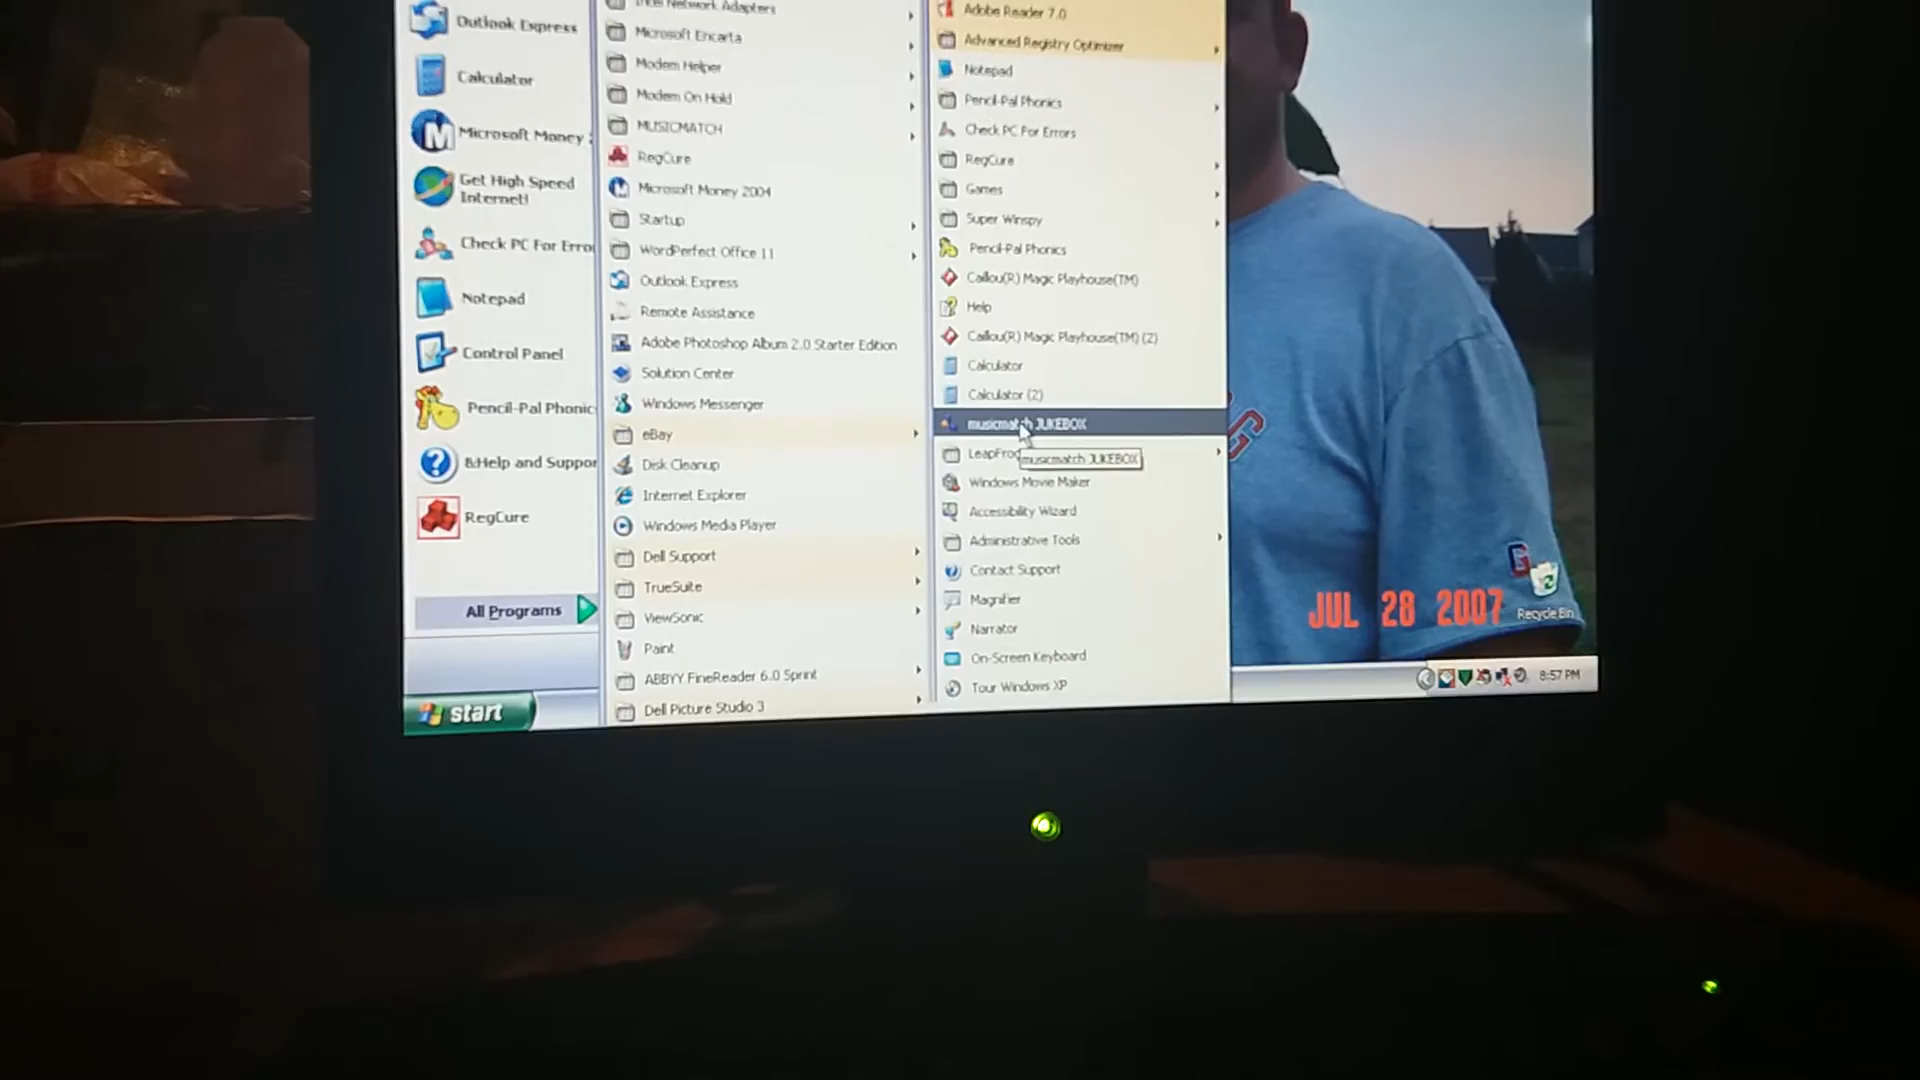 Outlook Express
Calculator
Microsoft Money
Get High Speed
Internet!
Check PC For Erro
Notepad
Control Panel
Pencil-Pal Phonic
&Help and Suppor
RegCure
All Programs
start
Intel Network Adapters
Microsoft Encarta
Modem Helper
Modem On Hold
MUSICMATCH
RegCure
Microsoft Money 2004
Startup
WordPerfect Office 11
Outlook Express
Remote Assistance
Adobe Photoshop Album 2.0 Starter Edition
Solution Center
Windows Messenger
eBay
Disk Cleanup
Internet Explorer
Windows Media Player
Dell Support
TrueSuite
ViewSonic
Paint
ABBYY FineReader 6.0 Sprint
Dell Picture Studio 3
Adobe Reader 7.0
Advanced Registry Optimizer
Notepad
Pencil-Pal Phonics
Check PC For Errors
RegCure
Games
Super Winspy
Pencil-Pal Phonics
Caillou(R) Magic Playhouse(TM)
Help
Caillou(R) Magic Playhouse(TM) (2)
Calculator
Calculator (2)
musicmatch JUKEBOX
LeapFrog
musicmatch JUKEBOX
Windows Movie Maker
Accessibility Wizard
Administrative Tools
Contact Support
Magnifier
Narrator
On-Screen Keyboard
Tour Windows XP
JUL 28 2007
Recycle Bin
8:57 PM